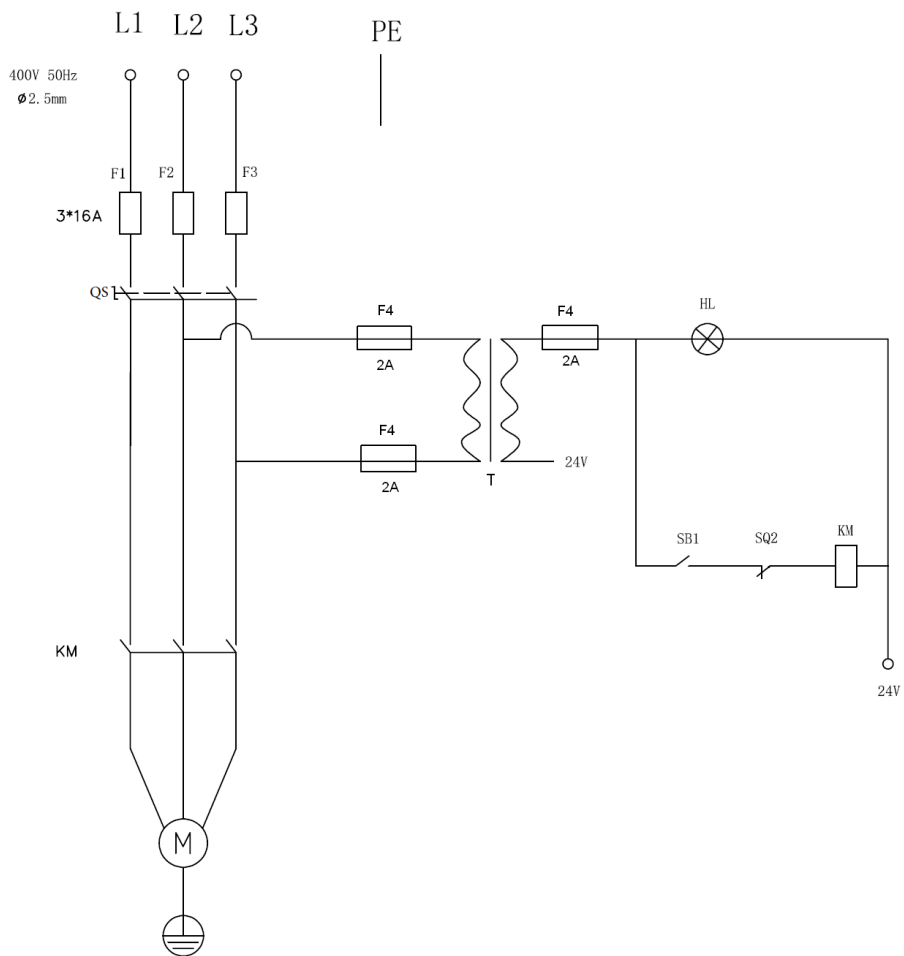 L1 L2 L3 PE
400V 50Hz
Ø2.5mm
F1 F2 F3
3*16A
QS
F4 F4 HL
2A 2A
F4
24V
2A
T
SB1 SQ2 KM
KM
24V
M